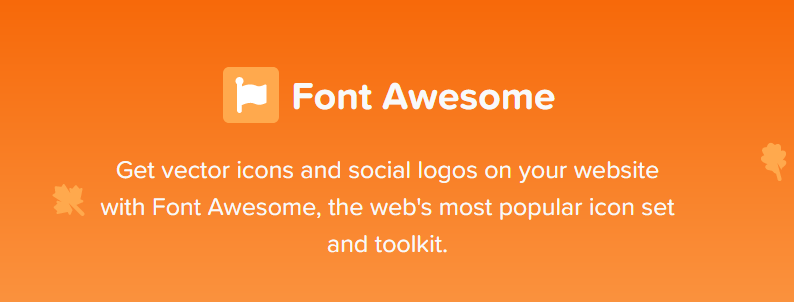 Font Awesome
Get vector icons and social logos on your website
with Font Awesome, the web's most popular icon set
and toolkit.